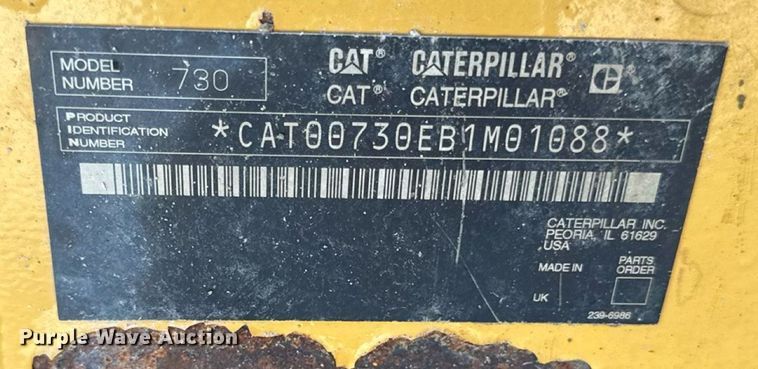 MODEL NUMBER 730
CAT® CATERPILLAR®
CAT® CATERPILLAR®
PRODUCT IDENTIFICATION NUMBER *CAT00730EB1M01088*
CATERPILLAR INC.
PEORIA, IL 61629
USA
MADE IN
PARTS ORDER
UK
239-6986
Purple Wave Auction